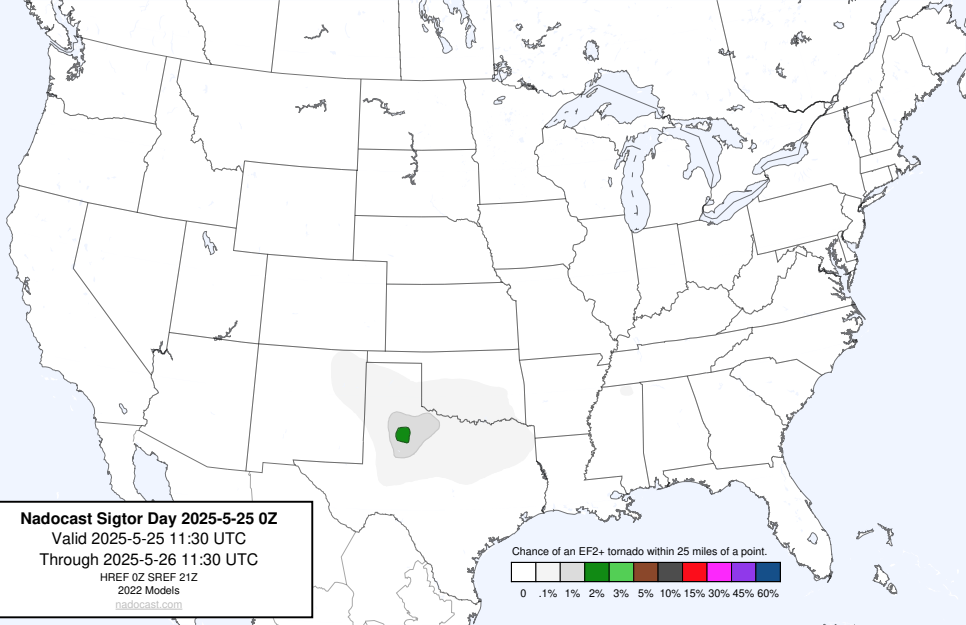 Nadocast Sigtor Day 2025-5-25 0Z
Valid 2025-5-25 11:30 UTC
Through 2025-5-26 11:30 UTC
HREF 0Z SREF 21Z
2022 Models
nadocast.com
Chance of an EF2+ tornado within 25 miles of a point.
0 .1% 1% 2% 3% 5% 10% 15% 30% 45% 60%